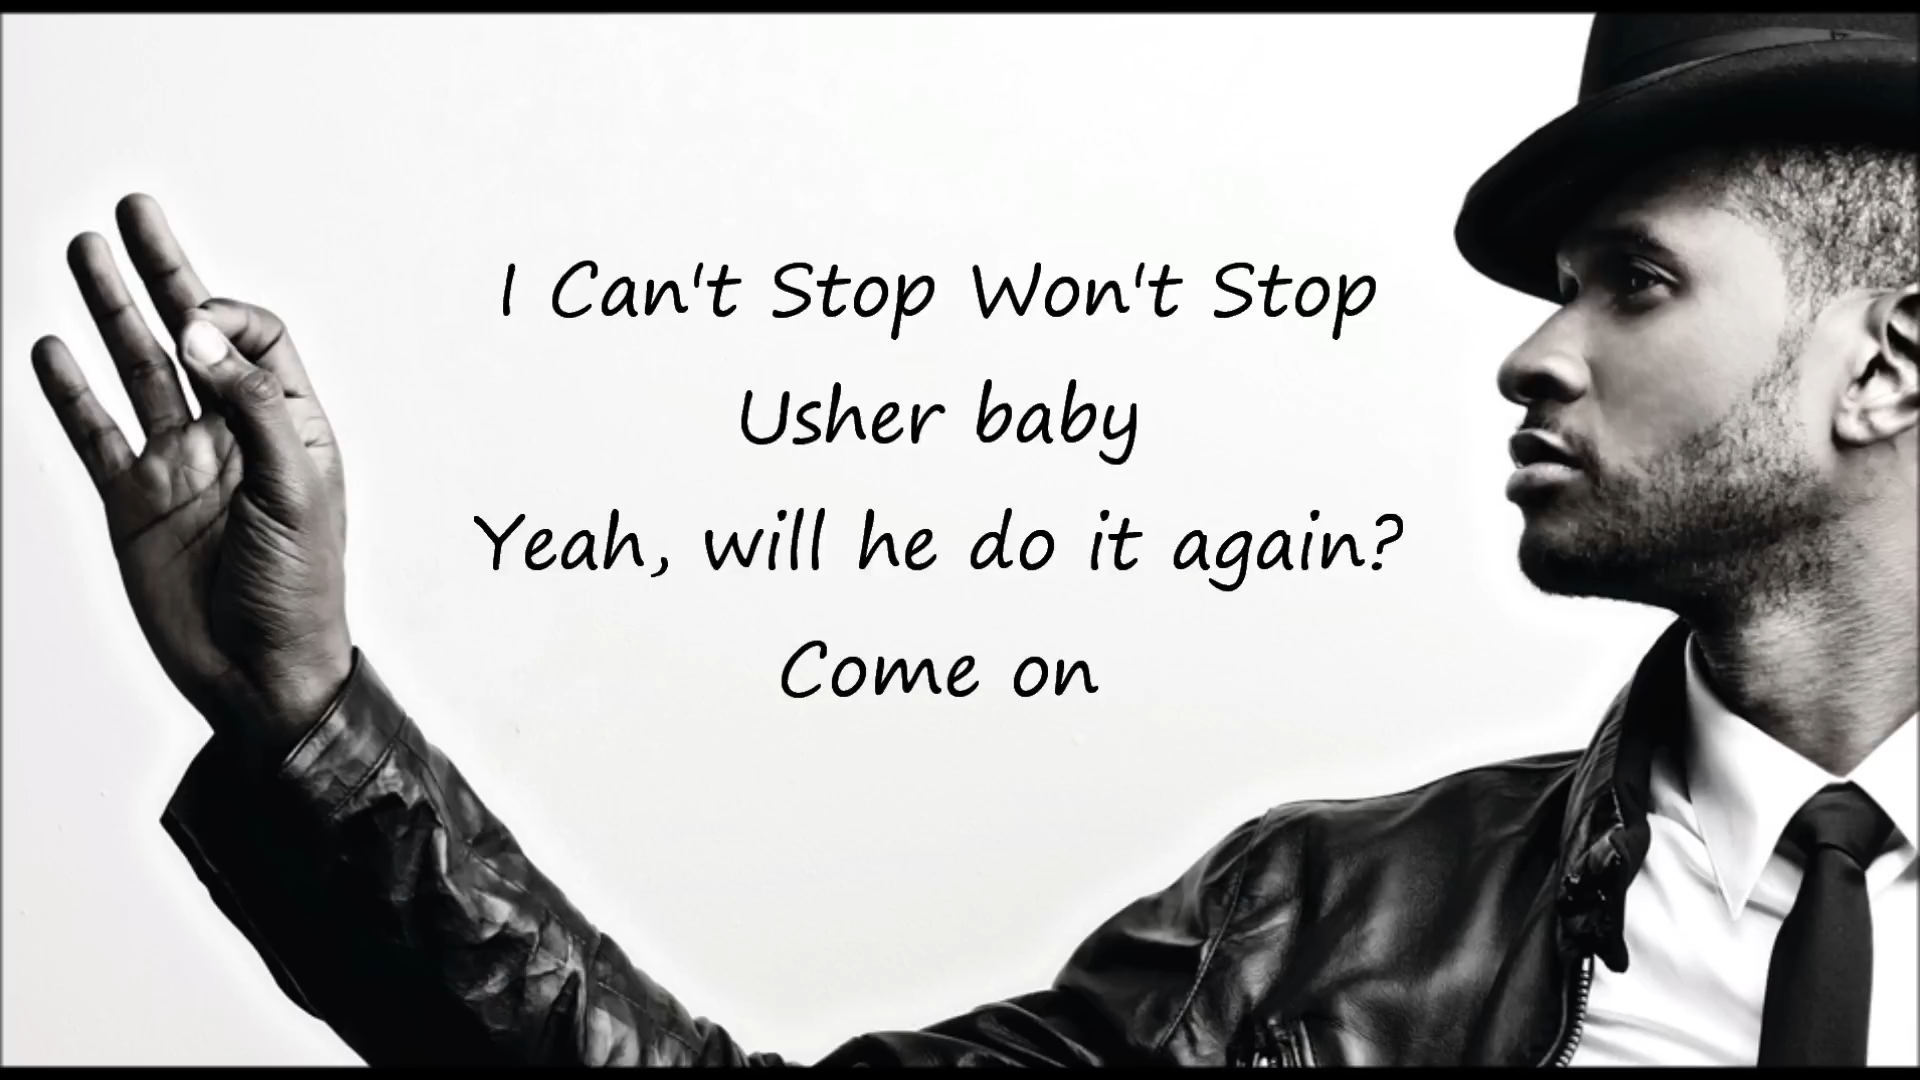 I Can't Stop Won't Stop
Usher baby
Yeah, will he do it again?
Come on